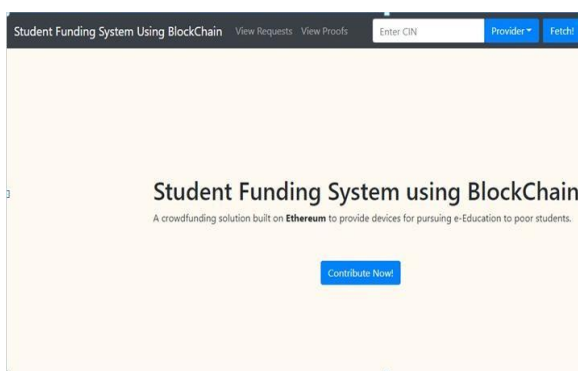 Student Funding System Using BlockChain View Requests View Proofs Enter CIN Provider Fetch!
Student Funding System using BlockChain
A crowdfunding solution built on Ethereum to provide devices for pursuing e-Education to poor students.
Contribute Now!